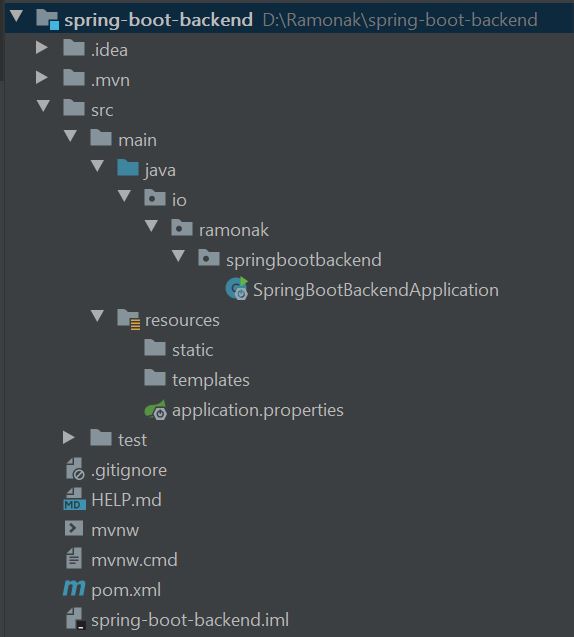 spring-boot-backend D:\Ramonak\spring-boot-backend
.idea
.mvn
src
main
java
io
ramonak
springbootbackend
SpringBootBackendApplication
resources
static
templates
application.properties
test
.gitignore
HELP.md
mvnw
mvnw.cmd
pom.xml
spring-boot-backend.iml